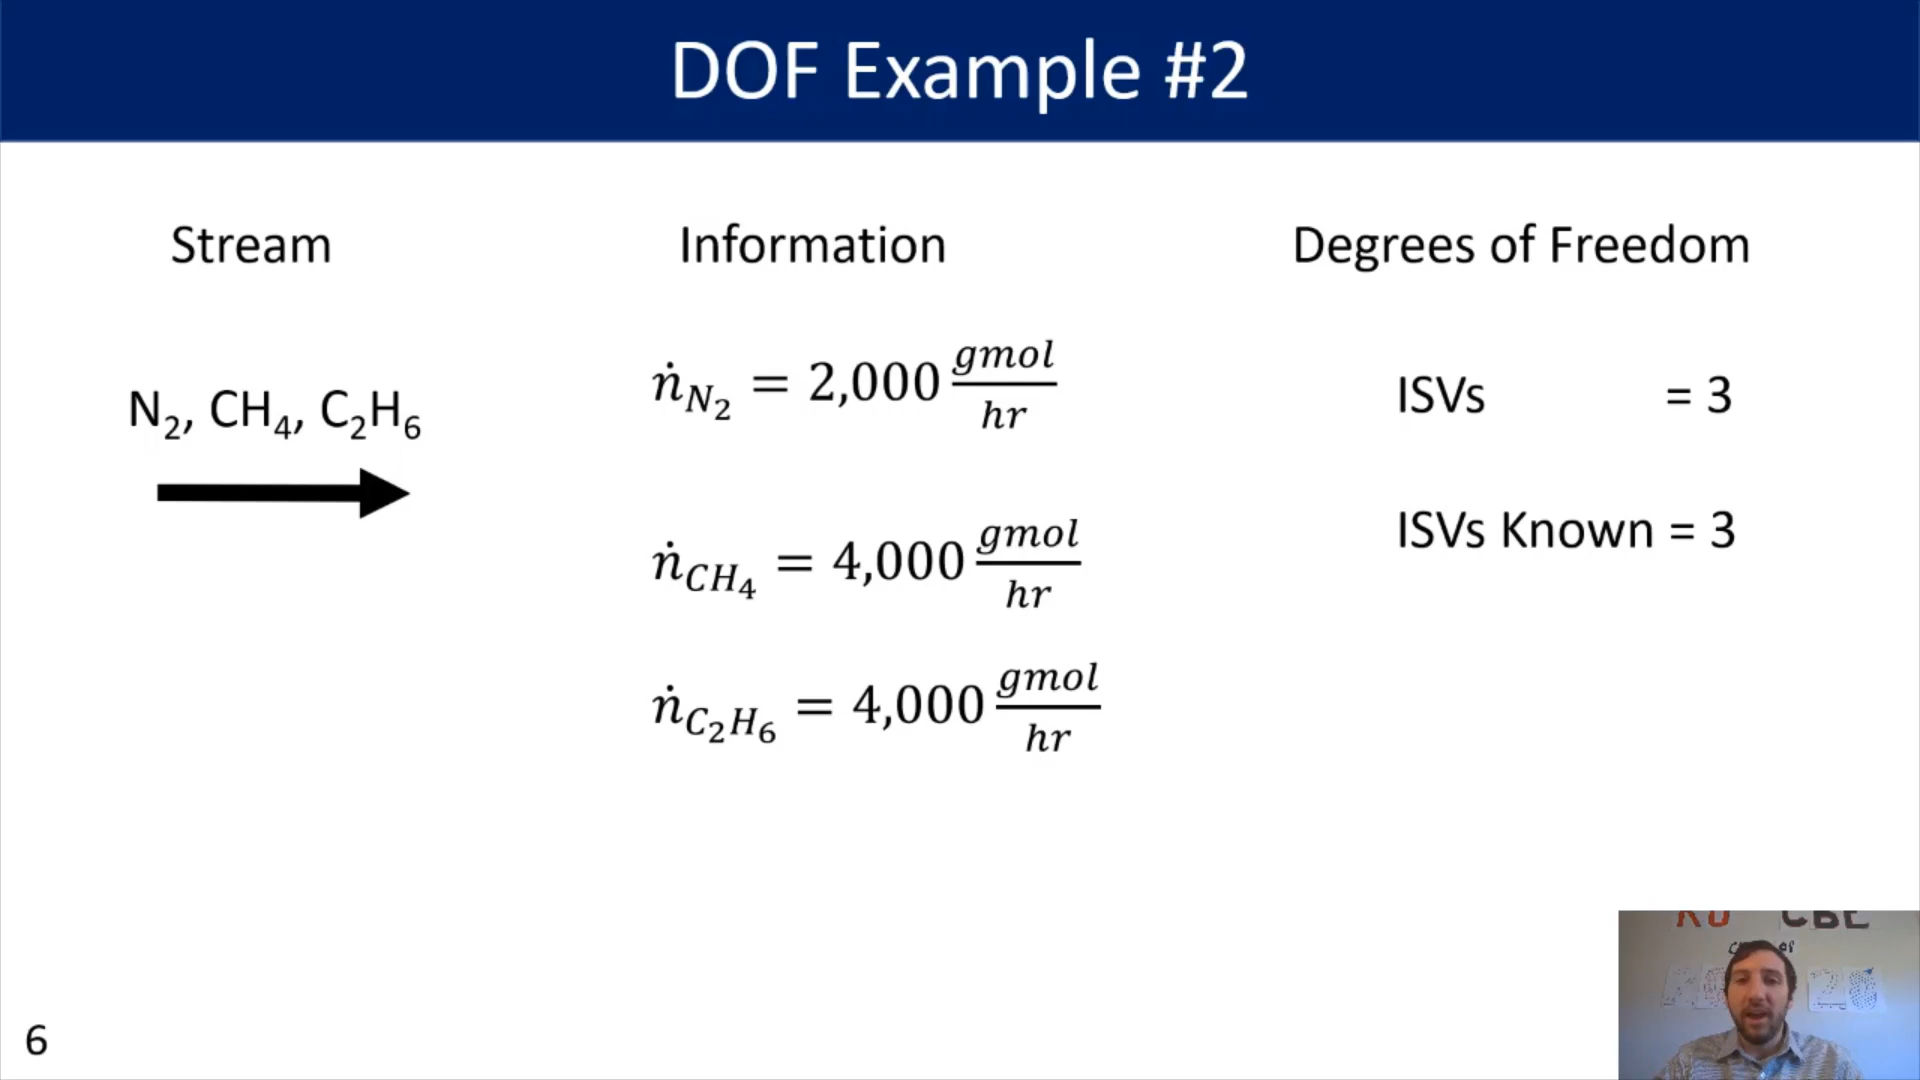 DOF Example #2
Stream
Information
Degrees of Freedom
N₂, CH₄, C₂H₆
ṅ_N₂ = 2,000 gmol/hr
ṅ_CH₄ = 4,000 gmol/hr
ṅ_C₂H₆ = 4,000 gmol/hr
ISVs = 3
ISVs Known = 3
6
CBE